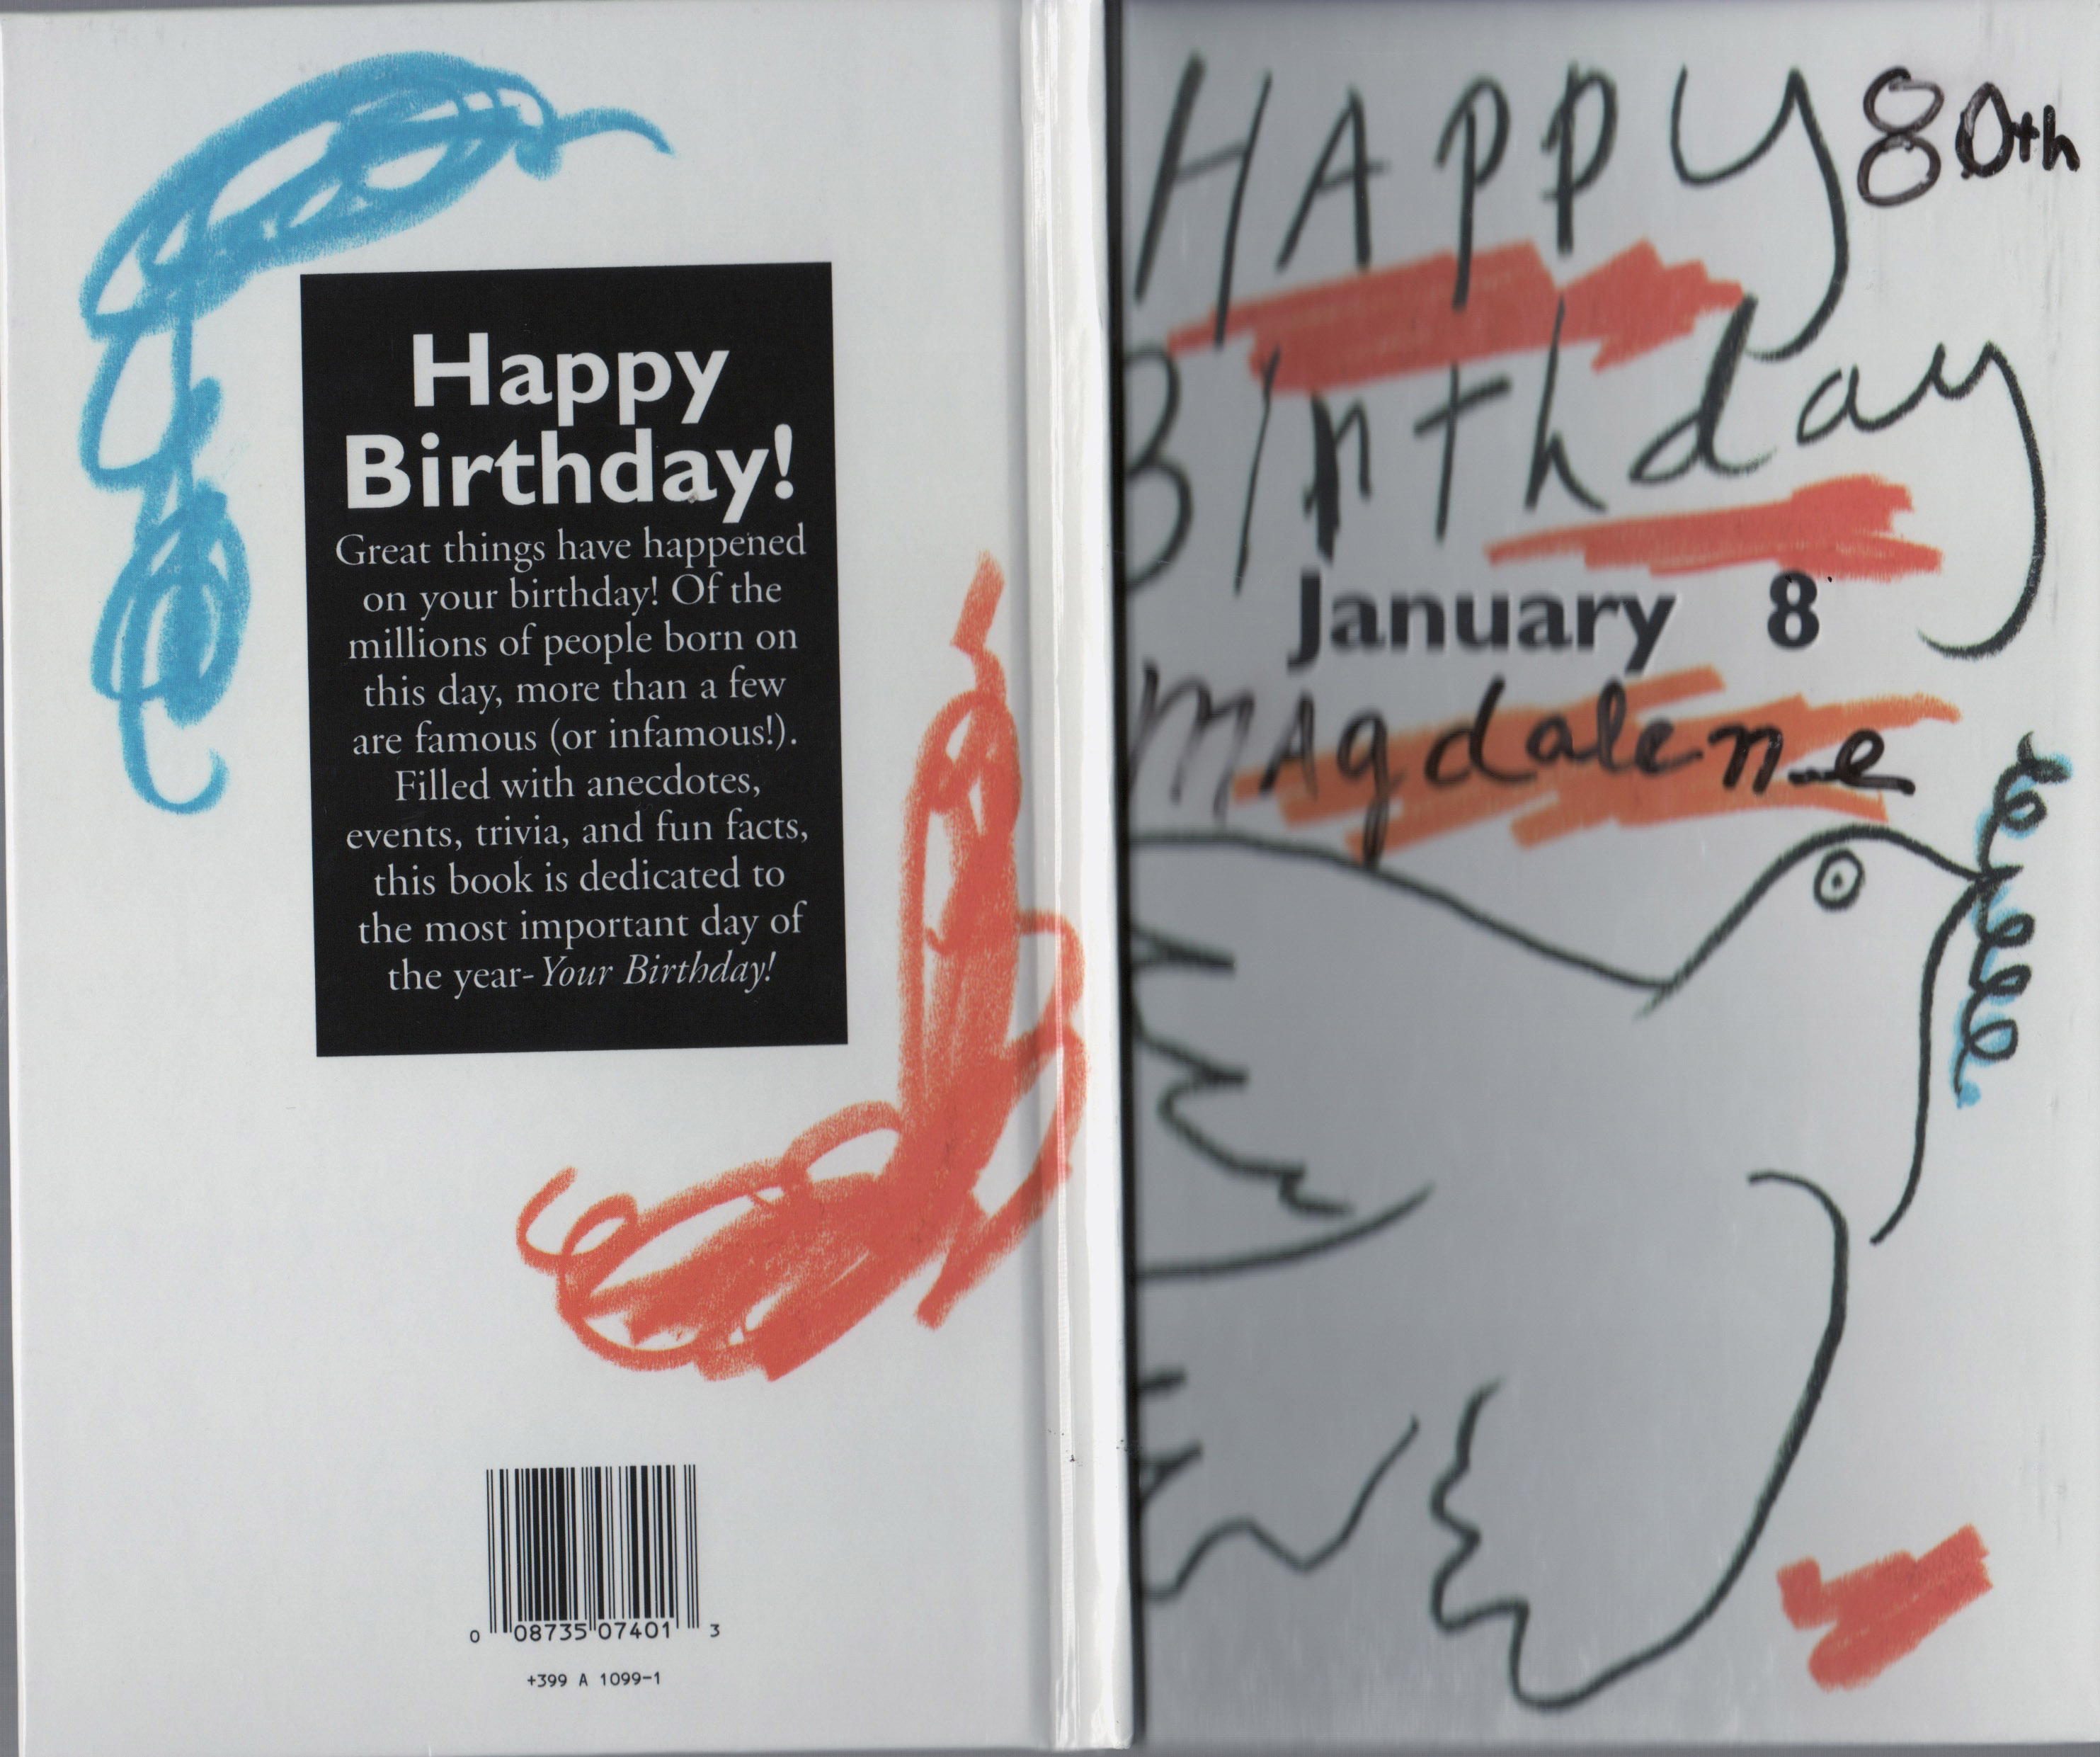 Happy
Birthday!
Great things have happened
on your birthday! Of the
millions of people born on
this day, more than a few
are famous (or infamous!).
Filled with anecdotes,
events, trivia, and fun facts,
this book is dedicated to
the most important day of
the year-Your Birthday!
0 08735 07401 3
+399 A 1099-1
HAPPY 80th
BIrthday
January 8
MAgdalene